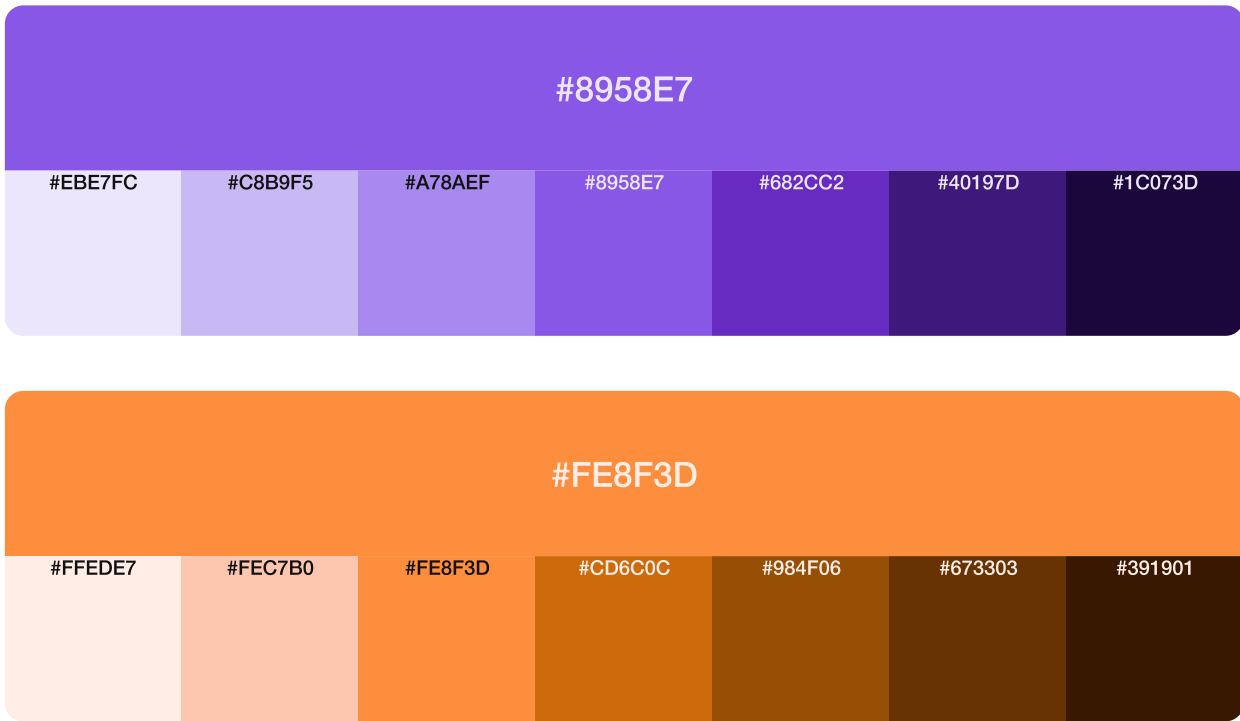 #8958E7
#EBE7FC #C8B9F5 #A78AEF #8958E7 #682CC2 #40197D #1C073D
#FE8F3D
#FFEDE7 #FEC7B0 #FE8F3D #CD6C0C #984F06 #673303 #391901